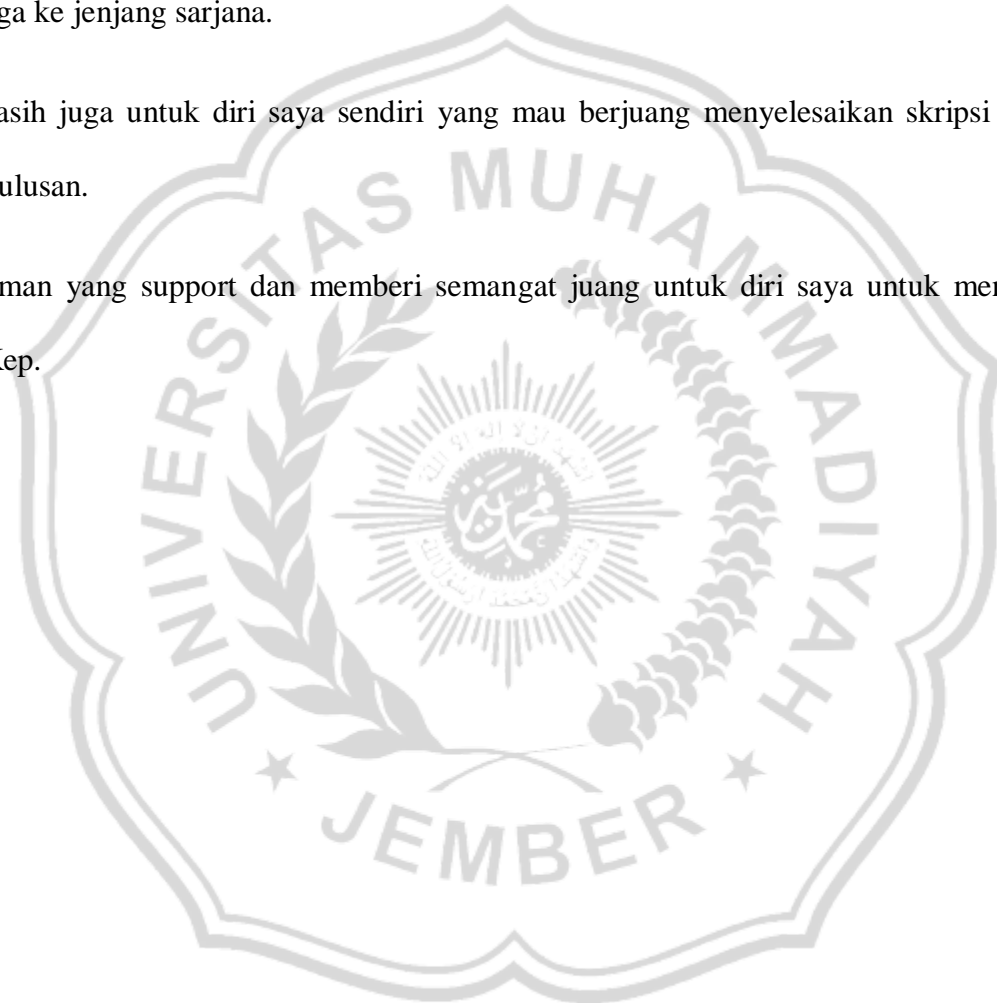 ga ke jenjang sarjana.
asih juga untuk diri saya sendiri yang mau berjuang menyelesaikan skripsi
ulusan.
man yang support dan memberi semangat juang untuk diri saya untuk men
Kep.
UNIVERSITAS MUHAMMADIYAH
JEMBER